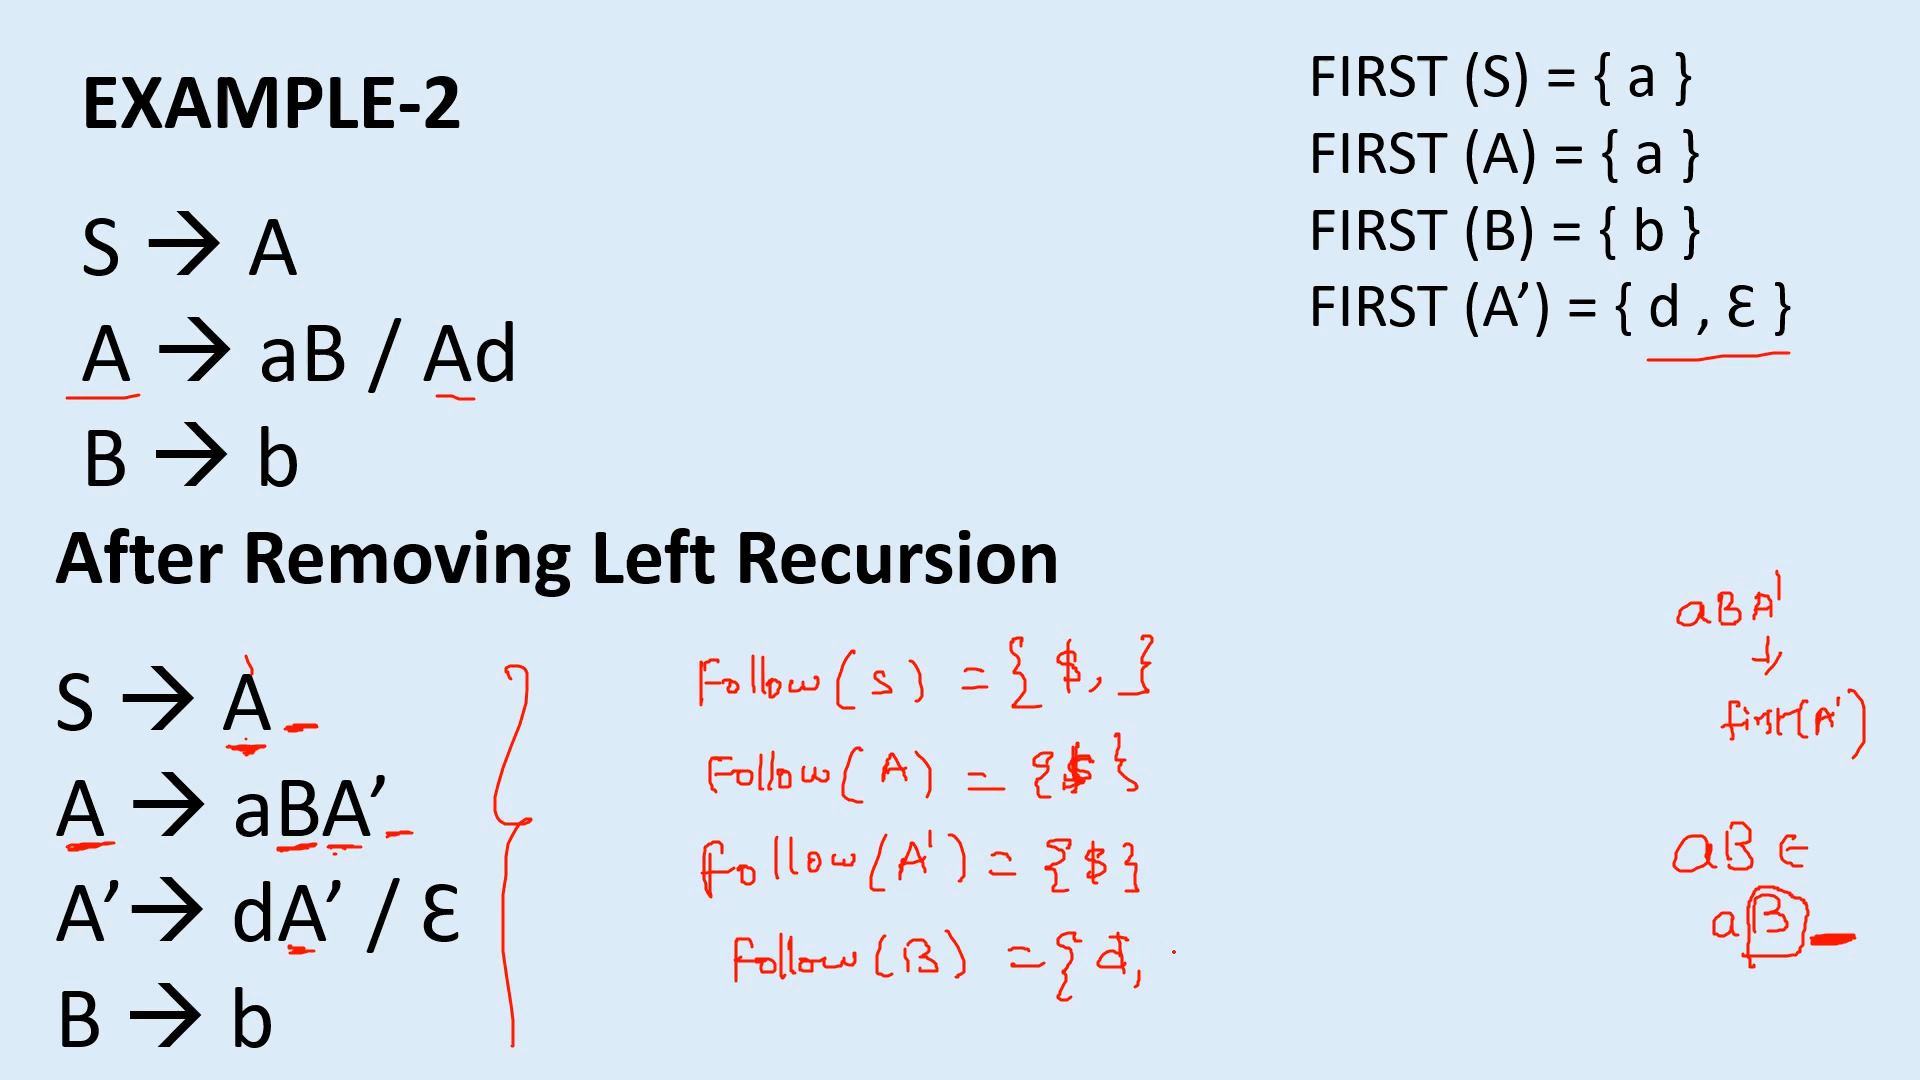 EXAMPLE-2
S → A
A → aB / Ad
B → b
FIRST (S) = { a }
FIRST (A) = { a }
FIRST (B) = { b }
FIRST (A’) = { d , Ɛ }
After Removing Left Recursion
S → A
A → aBA’
A’→ dA’ / Ɛ
B → b
Follow(s) = { $, }
Follow(A) = {$}
Follow(A') = {$}
Follow(B) = { d,
aBA'
first(A')
aB ∈
aB